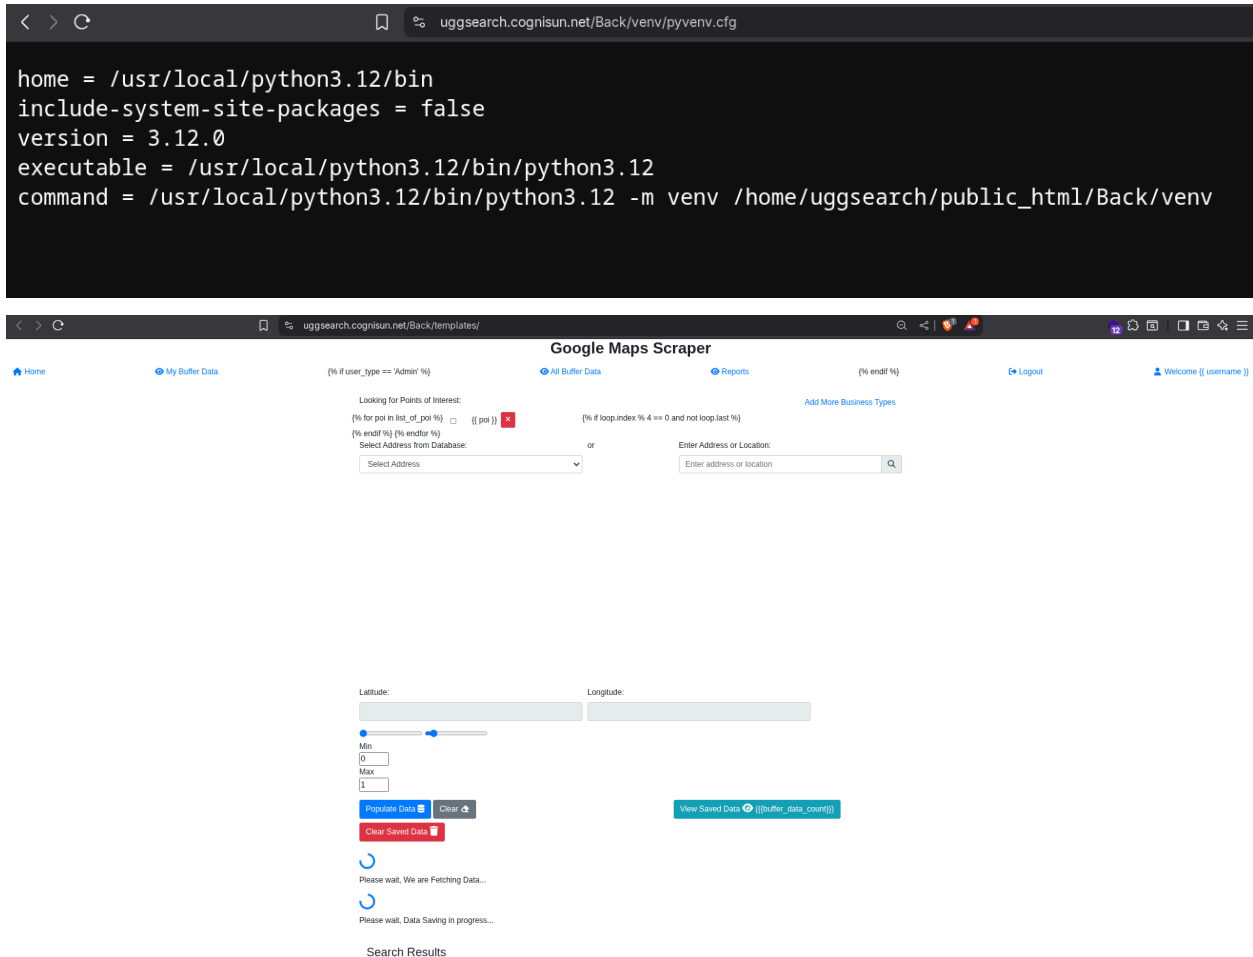 uggsearch.cognisun.net/Back/venv/pyvenv.cfg
home = /usr/local/python3.12/bin
include-system-site-packages = false
version = 3.12.0
executable = /usr/local/python3.12/bin/python3.12
command = /usr/local/python3.12/bin/python3.12 -m venv /home/uggsearch/public_html/Back/venv
uggsearch.cognisun.net/Back/templates/ 1 1 12
Google Maps Scraper
Home My Buffer Data {% if user_type == 'Admin' %} All Buffer Data Reports {% endif %} Logout Welcome {{ username }}
Looking for Points of Interest: Add More Business Types
{% for poi in list_of_poi %} {{ poi }} × {% if loop.index % 4 == 0 and not loop.last %}
{% endif %} {% endfor %}
Select Address from Database: or Enter Address or Location:
Select Address Enter address or location
Latitude: Longitude:
Min
0
Max
1
Populate Data Clear View Saved Data ({{buffer_data_count}})
Clear Saved Data
Please wait, We are Fetching Data...
Please wait, Data Saving in progress...
Search Results